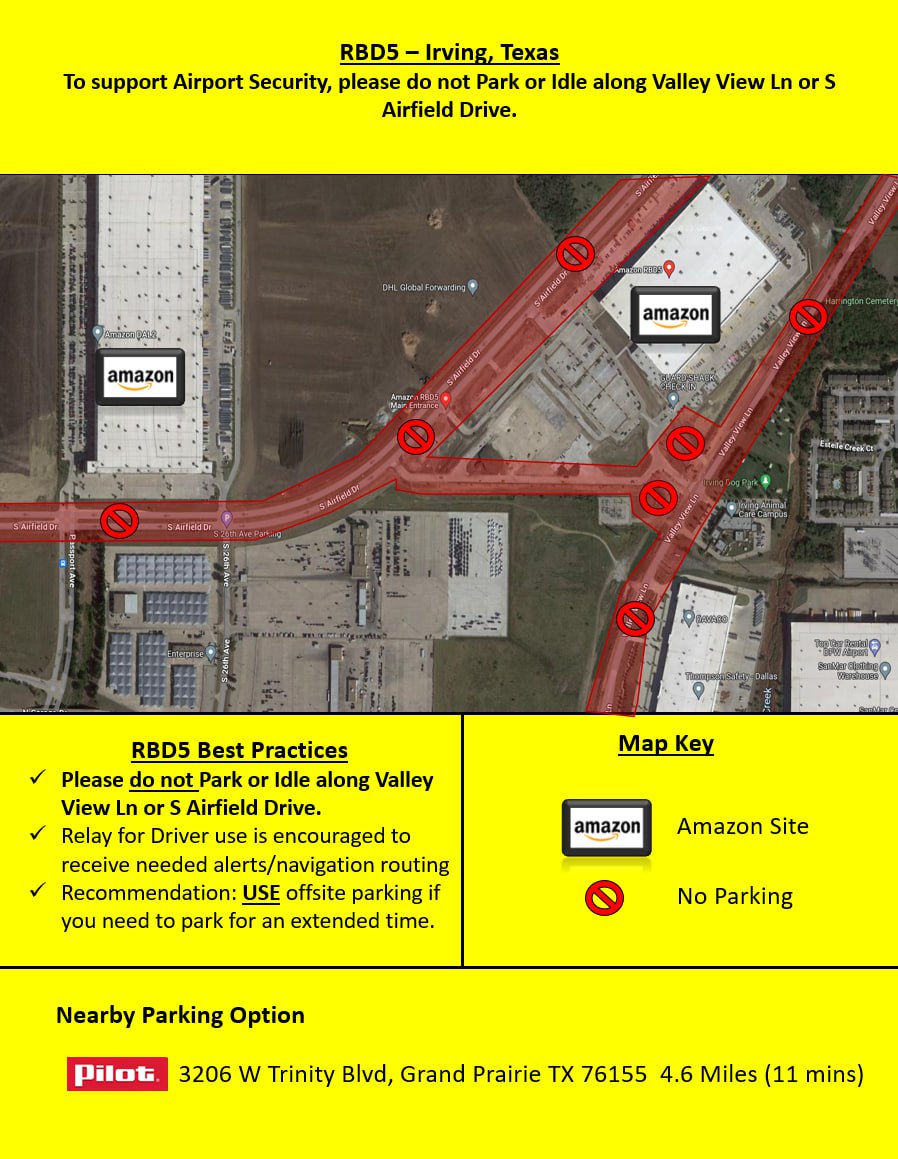 RBD5 – Irving, Texas
To support Airport Security, please do not Park or Idle along Valley View Ln or S
Airfield Drive.
S Airfie
Valley View
S Airfield Dr
Amazon RBD5
amazon
DHL Global Forwarding
Harrington Cemetery
Valley View Ln
Amazon DAL2
amazon
S Airfield Dr
GUARD SHACK
CHECK IN
Amazon RBD5
Main Entrance
Valley View Ln
Estelle Creek Ct
Irving Dog Park
S Airfield Dr
Irving Animal
Care Campus
Valley View Ln
S Airfield Dr
S Airfield Dr
S 26th Ave Parking
Passport Ave
S 26th Ave
View Ln
DAVACO
Enterprise
S 26th Ave
Top Car Rental
DFW Airport
SanMar Clothing
Warehouse
Thompson Safety - Dallas
Creek
Ln
RBD5 Best Practices
✓ Please do not Park or Idle along Valley
View Ln or S Airfield Drive.
✓ Relay for Driver use is encouraged to
receive needed alerts/navigation routing
✓ Recommendation: USE offsite parking if
you need to park for an extended time.
Map Key
amazon Amazon Site
No Parking
Nearby Parking Option
Pilot. 3206 W Trinity Blvd, Grand Prairie TX 76155 4.6 Miles (11 mins)